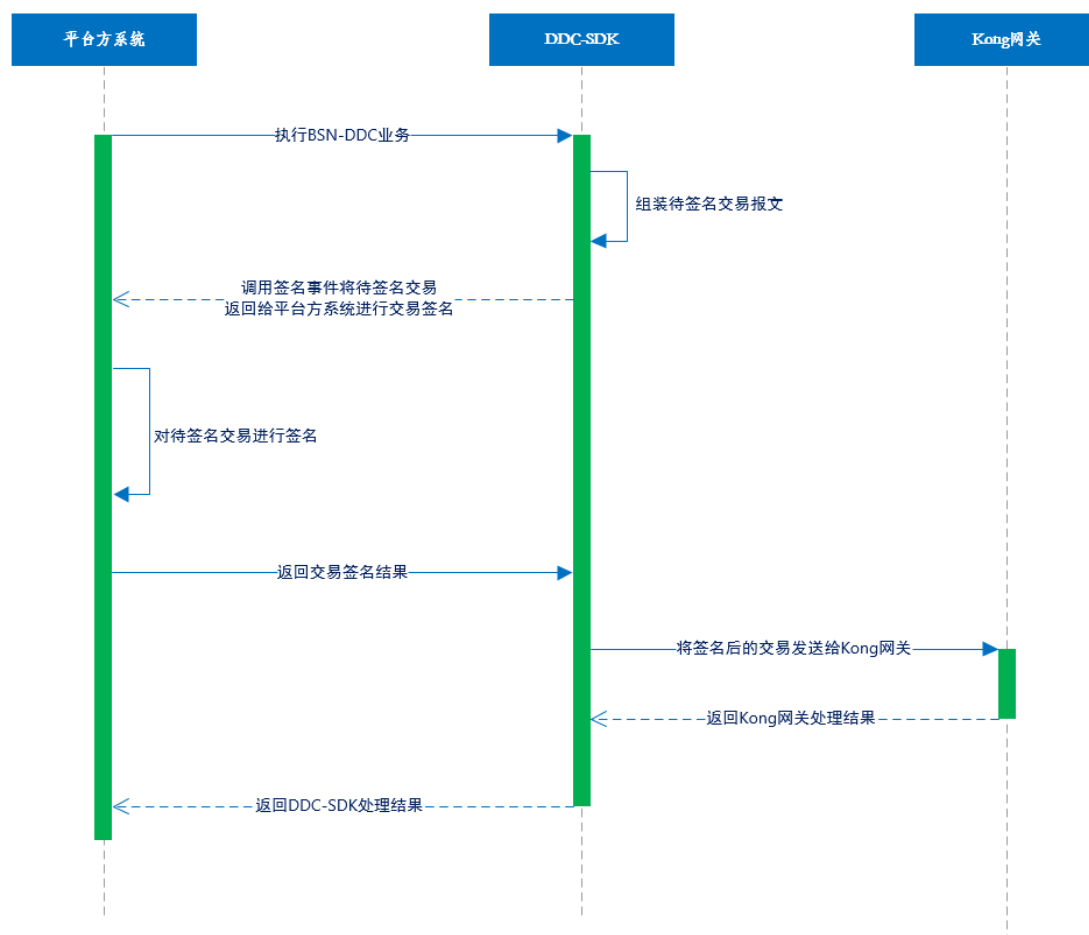 平台方系统
DDC-SDK
Kong网关
执行BSN-DDC业务
组装待签名交易报文
调用签名事件将待签名交易
返回给平台方系统进行交易签名
对待签名交易进行签名
返回交易签名结果
将签名后的交易发送给Kong网关
返回Kong网关处理结果
返回DDC-SDK处理结果